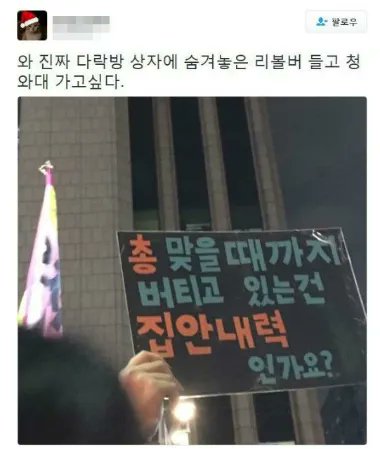 팔로우
와 진짜 다락방 상자에 숨겨놓은 리볼버 들고 청
와대 가고싶다.
총 맞을때까지
버티고 있는건
집안내력
인가요?